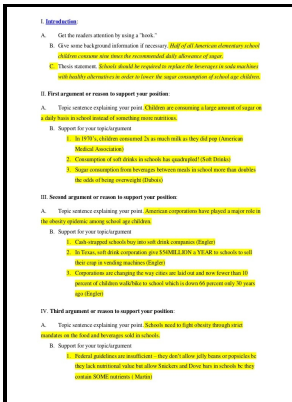 I. Introduction:
A. Get the readers attention by using a "hook."
B. Give some background information if necessary. Half of all American elementary school
children consume nine times the recommended daily allowance of sugar.
C. Thesis statement. Schools should be required to replace the beverages in soda machines
with healthy alternatives in order to lower the sugar consumption of school age children.
II. First argument or reason to support your position:
A. Topic sentence explaining your point. Children are consuming a large amount of sugar on
a daily basis in school instead of something more nutritious.
B. Support for your topic/argument
1. In 1970's, children consumed 2x as much milk as they did pop (American
Medical Association)
2. Consumption of soft drinks in schools has quadrupled! (Soft Drinks)
3. Sugar consumption from beverages between meals in school more than doubles
the odds of being overweight (Dubois)
III. Second argument or reason to support your position:
A. Topic sentence explaining your point. American corporations have played a major role in
the obesity epidemic among school age children.
B. Support for your topic/argument
1. Cash-strapped schools buy into soft drink companies (Engler)
2. In Texas, soft drink corporation give $54MILLION a YEAR to schools to sell
their crap in vending machines (Engler)
3. Corporations are changing the way cities are laid out and now fewer than 10
percent of children walk/bike to school which is down 66 percent only 30 years
ago (Engler)
IV. Third argument or reason to support your position:
A. Topic sentence explaining your point. Schools need to fight obesity through strict
mandates on the food and beverages sold in schools.
B. Support for your topic/argument
1. Federal guidelines are insufficient – they don't allow jelly beans or popsicles bc
they lack nutritional value but allow Snickers and Dove bars in schools bc they
contain SOME nutrients ( Martin)